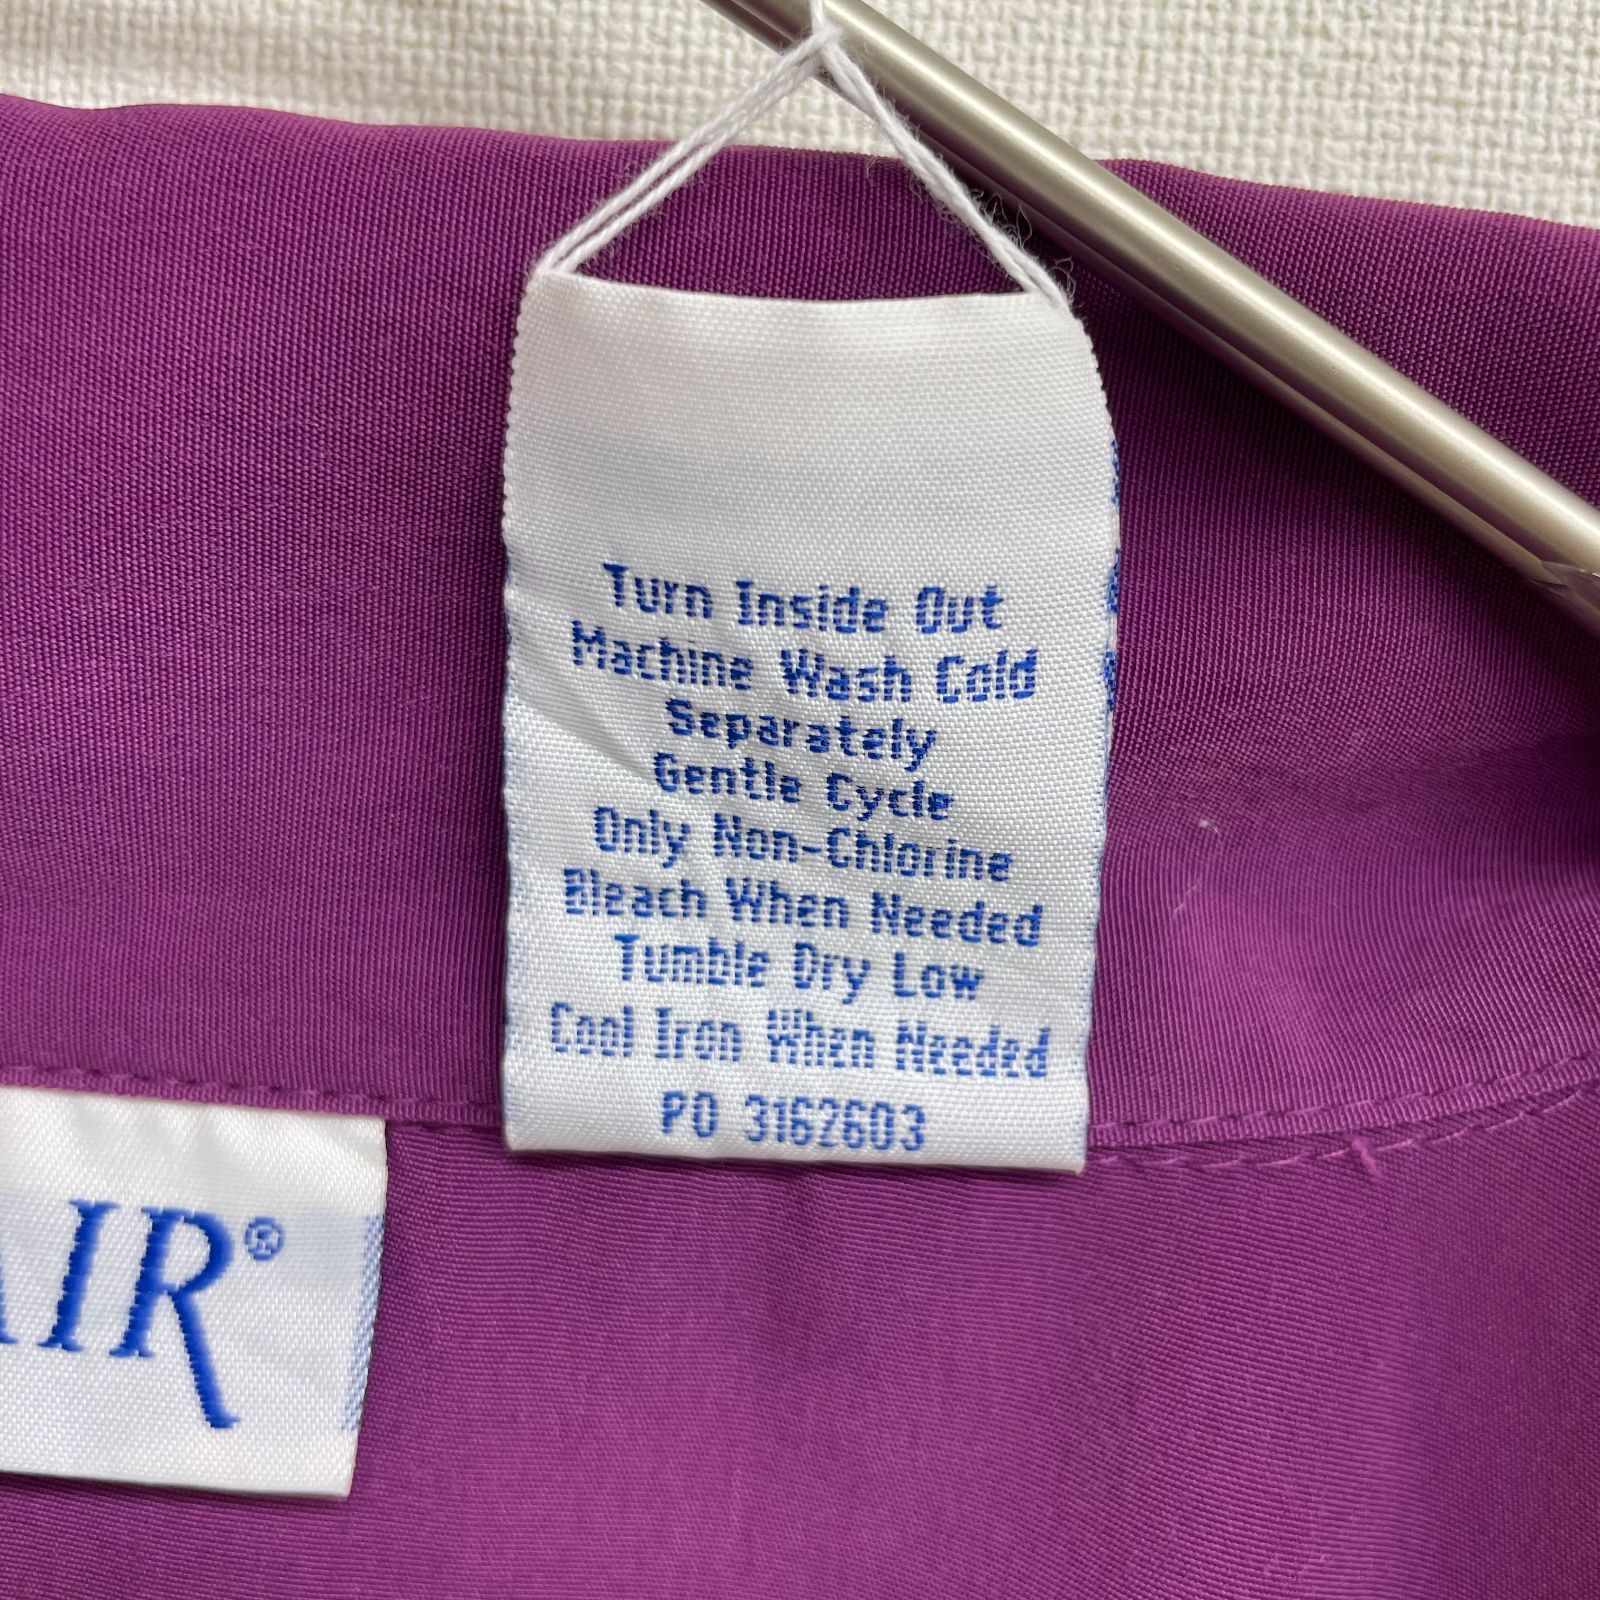 Turn Inside Out
Machine Wash Cold
Separately
Gentle Cycle
Only Non-Chlorine
Bleach When Needed
Tumble Dry Low
Cool Iron When Needed
PO 3162603
AIR®